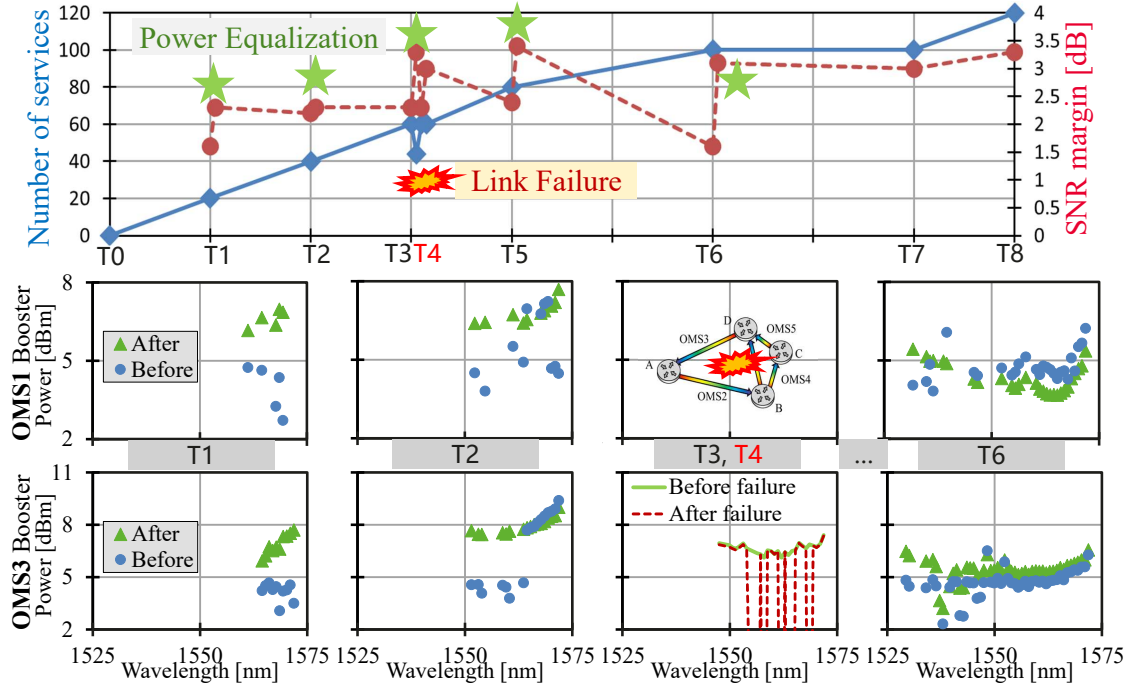 120
100
80
60
40
20
0
Number of services
Power Equalization
Link Failure
4
3.5
3
2.5
2
1.5
1
0.5
0
SNR margin [dB]
T0
T1
T2
T3
T4
T5
T6
T7
T8
OMS1 Booster
Power [dBm]
8
5
2
After
Before
8
5
2
D
OMS3
OMS5
A
C
OMS4
OMS2
B
T1
T2
T3, T4
...
T6
OMS3 Booster
Power [dBm]
11
8
5
2
After
Before
Before failure
After failure
1525
1550
1575
Wavelength [nm]
1525
1550
1575
Wavelength [nm]
1525
1550
1575
Wavelength [nm]
1525
1550
1575
Wavelength [nm]